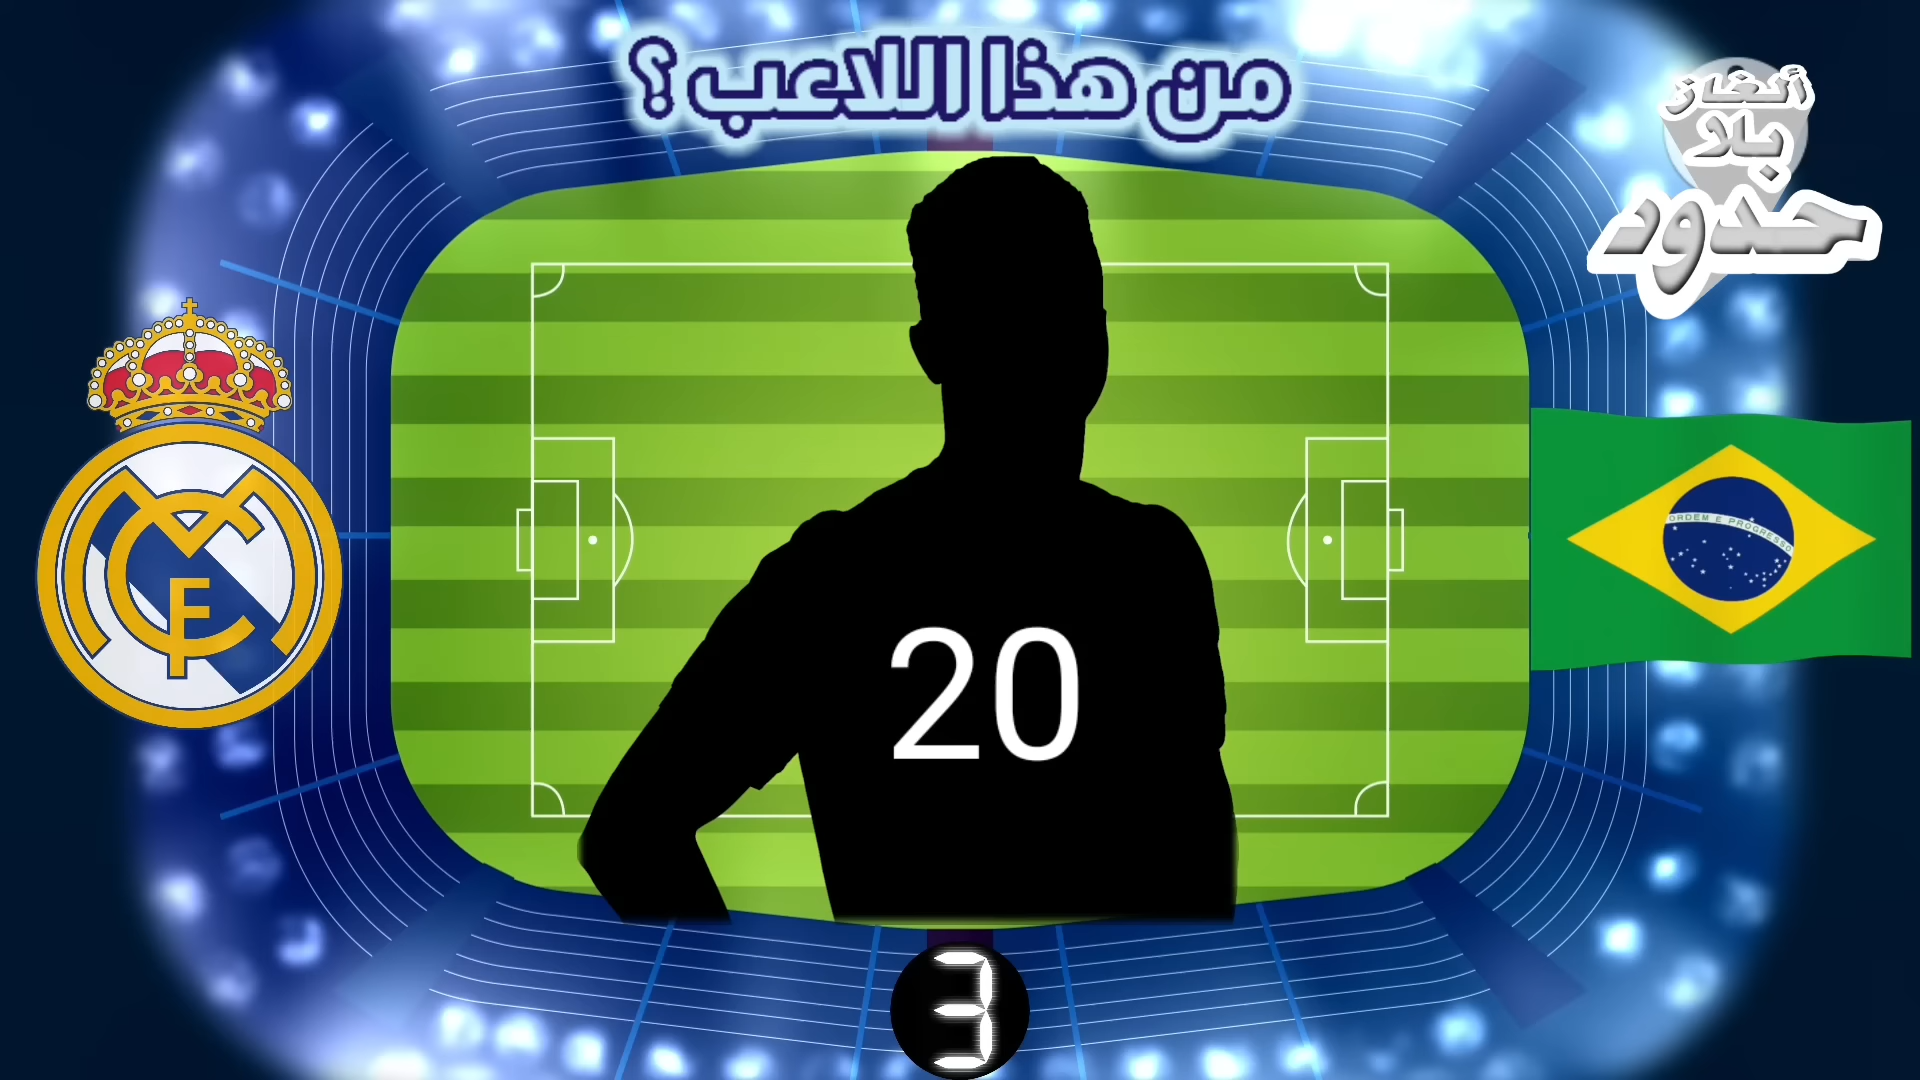 من هذا اللاعب ؟
ألغاز
بلا
حدود
ORDEM E PROGRESSO
20
3